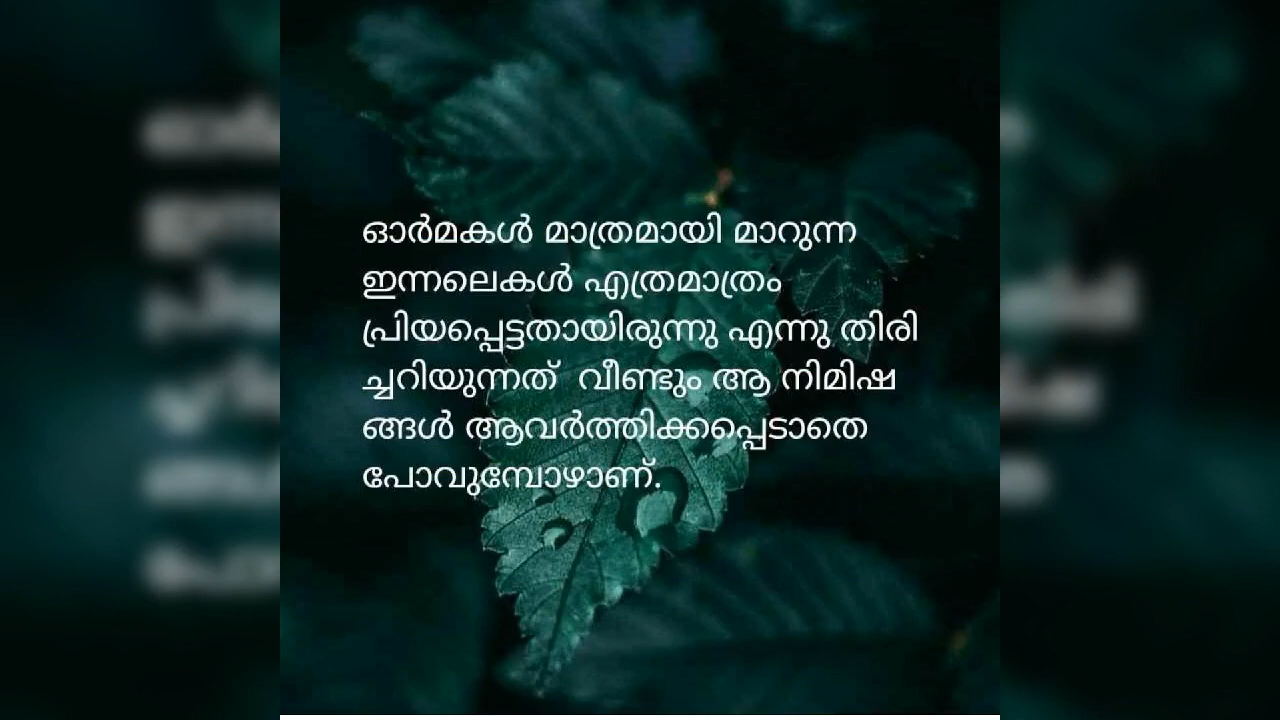 ഓർമകൾ മാത്രമായി മാറുന്ന
ഇന്നലെകൾ എത്രമാത്രം
പ്രിയപ്പെട്ടതായിരുന്നു എന്നു തിരി
ച്ചറിയുന്നത്  വീണ്ടും ആ നിമിഷ
ങ്ങൾ ആവർത്തിക്കപ്പെടാതെ
പോവുമ്പോഴാണ്.